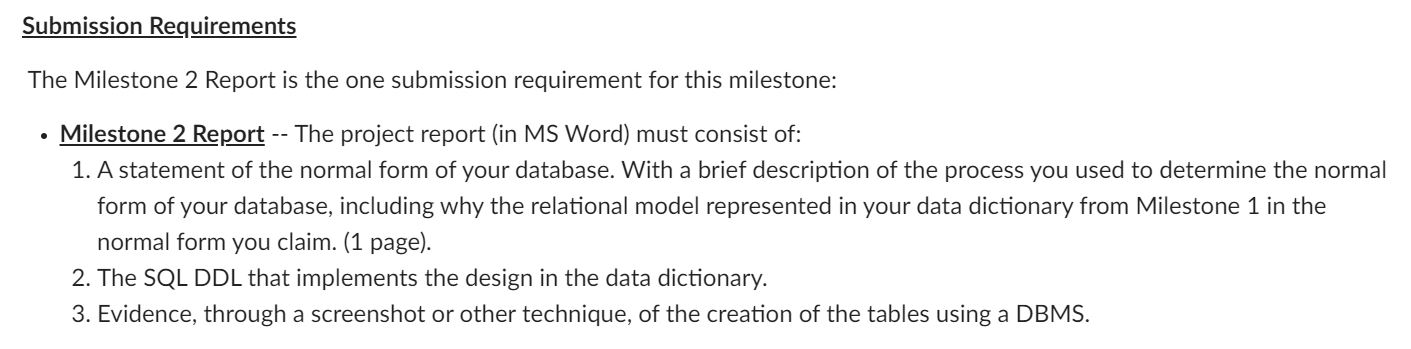 Submission Requirements
The Milestone 2 Report is the one submission requirement for this milestone:
• Milestone 2 Report -- The project report (in MS Word) must consist of:
1. A statement of the normal form of your database. With a brief description of the process you used to determine the normal
form of your database, including why the relational model represented in your data dictionary from Milestone 1 in the
normal form you claim. (1 page).
2. The SQL DDL that implements the design in the data dictionary.
3. Evidence, through a screenshot or other technique, of the creation of the tables using a DBMS.